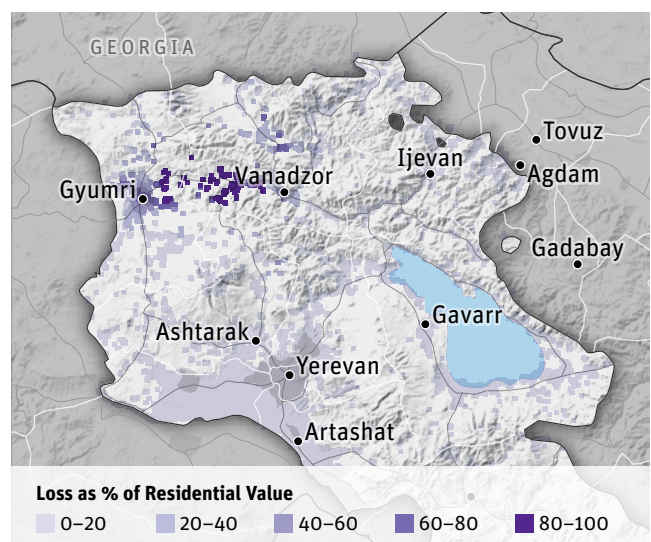 GEORGIA
Tovuz
Ijevan
Agdam
Vanadzor
Gyumri
Gadabay
Gavarr
Ashtarak
Yerevan
Artashat
Loss as % of Residential Value
0–20 20–40 40–60 60–80 80–100